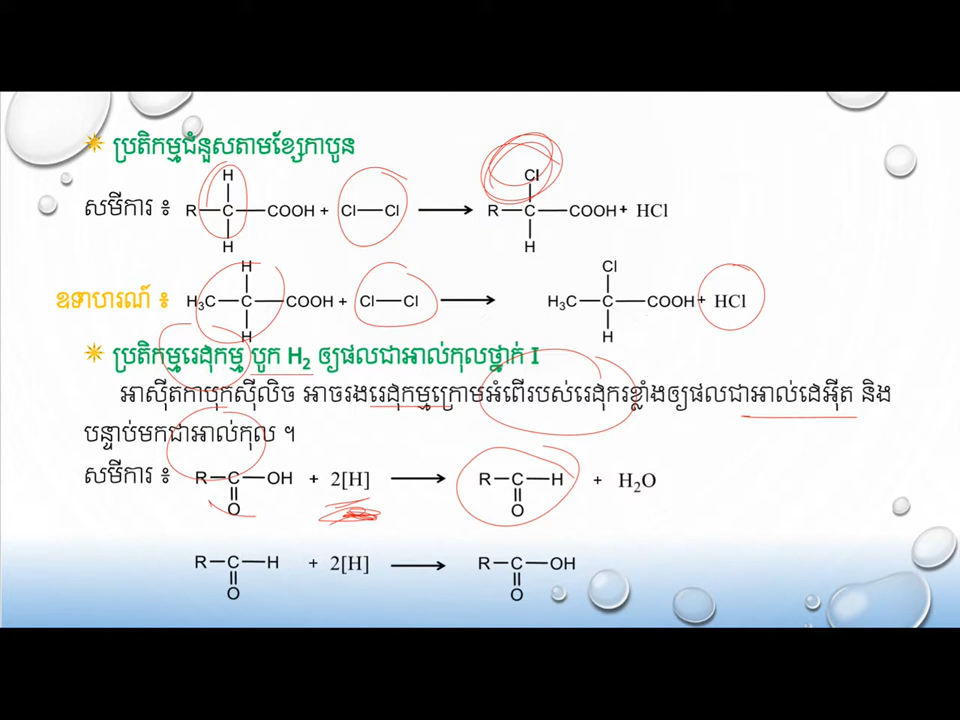 ប្រតិកម្មជំនួសតាមខ្សែកាបូន
សមីការ ៖ R—C(H)(H)—COOH + Cl—Cl ⟶ R—C(Cl)(H)—COOH + HCl
ឧទាហរណ៍ ៖ H₃C—C(H)(H)—COOH + Cl—Cl ⟶ H₃C—C(Cl)(H)—COOH + HCl
ប្រតិកម្មរេដុកម្ម បូក H₂ ឲ្យផលជាអាល់កុលថ្នាក់ I
អាស៊ីតកាបុកស៊ីលិច អាចរងរេដុកម្មក្រោមអំពើរបស់រេដុករខ្លាំងឲ្យផលជាអាល់ដេអ៊ីត និង
បន្ទាប់មកជាអាល់កុល ។
សមីការ ៖ R—C(=O)—OH + 2[H] ⟶ R—C(=O)—H + H₂O
R—C(=O)—H + 2[H] ⟶ R—C(=O)—OH